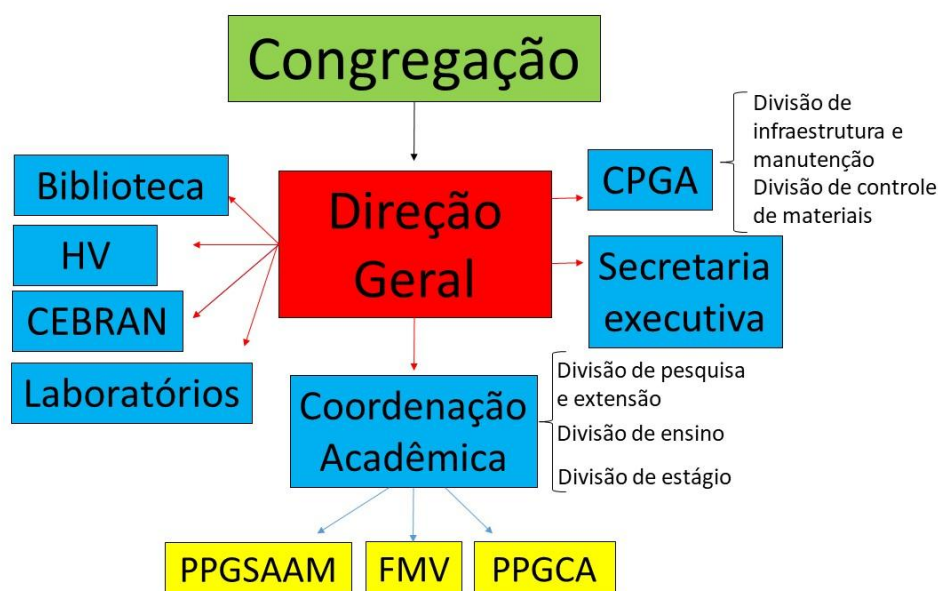 Congregação
Direção
Geral
Biblioteca
HV
CEBRAN
Laboratórios
CPGA
Divisão de
infraestrutura e
manutenção
Divisão de controle
de materiais
Secretaria
executiva
Coordenação
Acadêmica
Divisão de pesquisa
e extensão
Divisão de ensino
Divisão de estágio
PPGSAAM
FMV
PPGCA